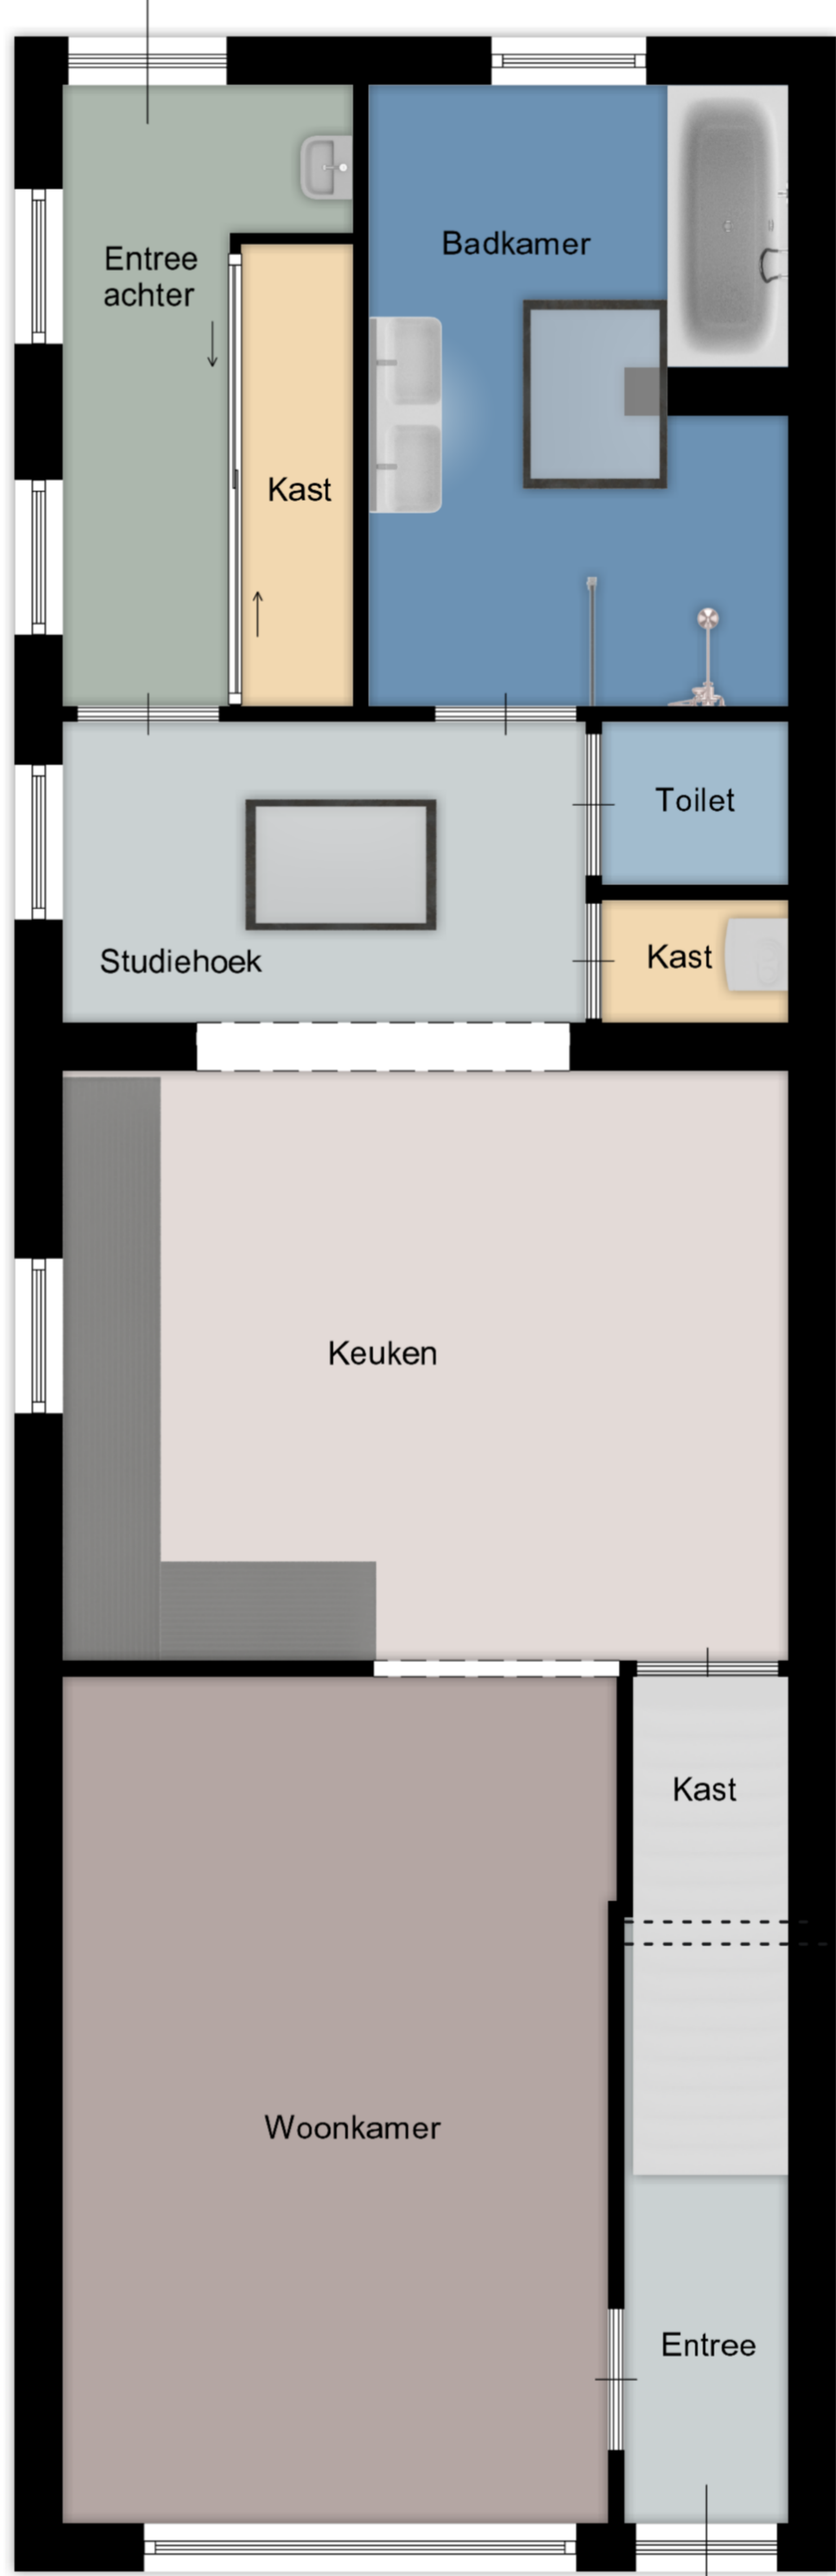 Entree
achter
Badkamer
Kast
Toilet
Kast
Studiehoek
Keuken
Kast
Woonkamer
Entree